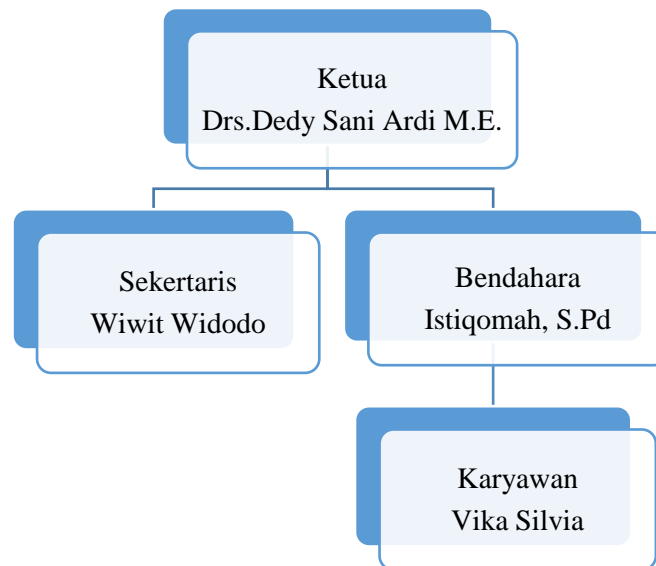 Ketua
Drs.Dedy Sani Ardi M.E.
Sekertaris
Wiwit Widodo
Bendahara
Istiqomah, S.Pd
Karyawan
Vika Silvia